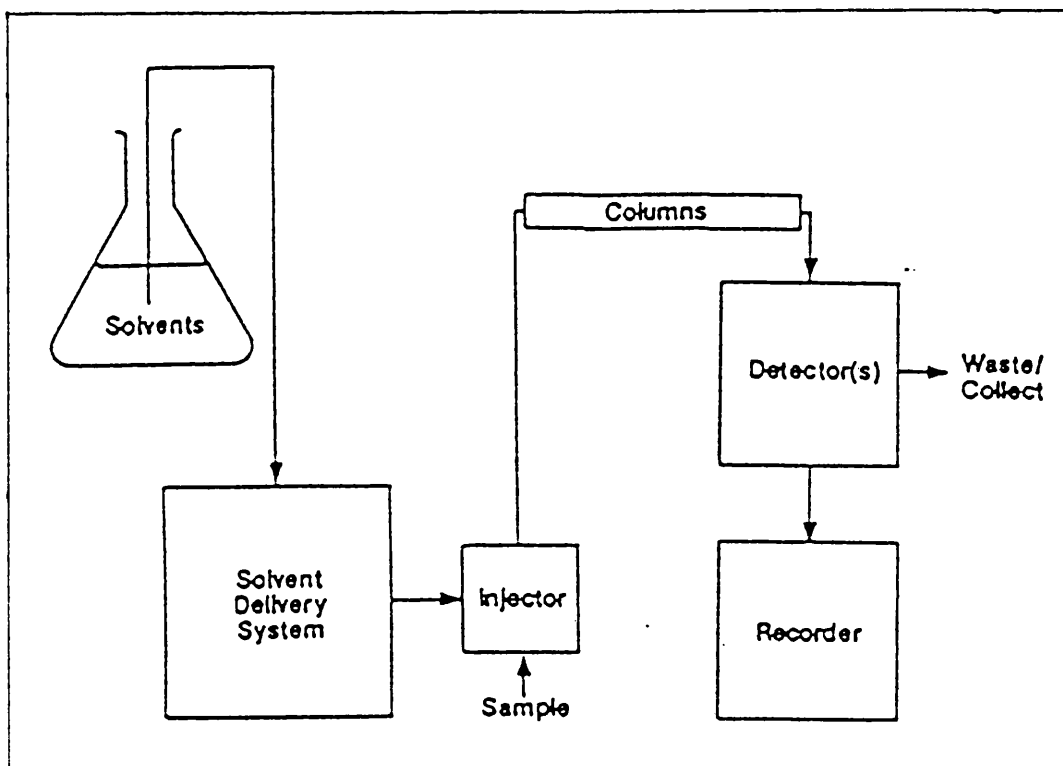 Solvents
Columns
Detector(s)
Waste/
Collect
Solvent
Delivery
System
Injector
Sample
Recorder